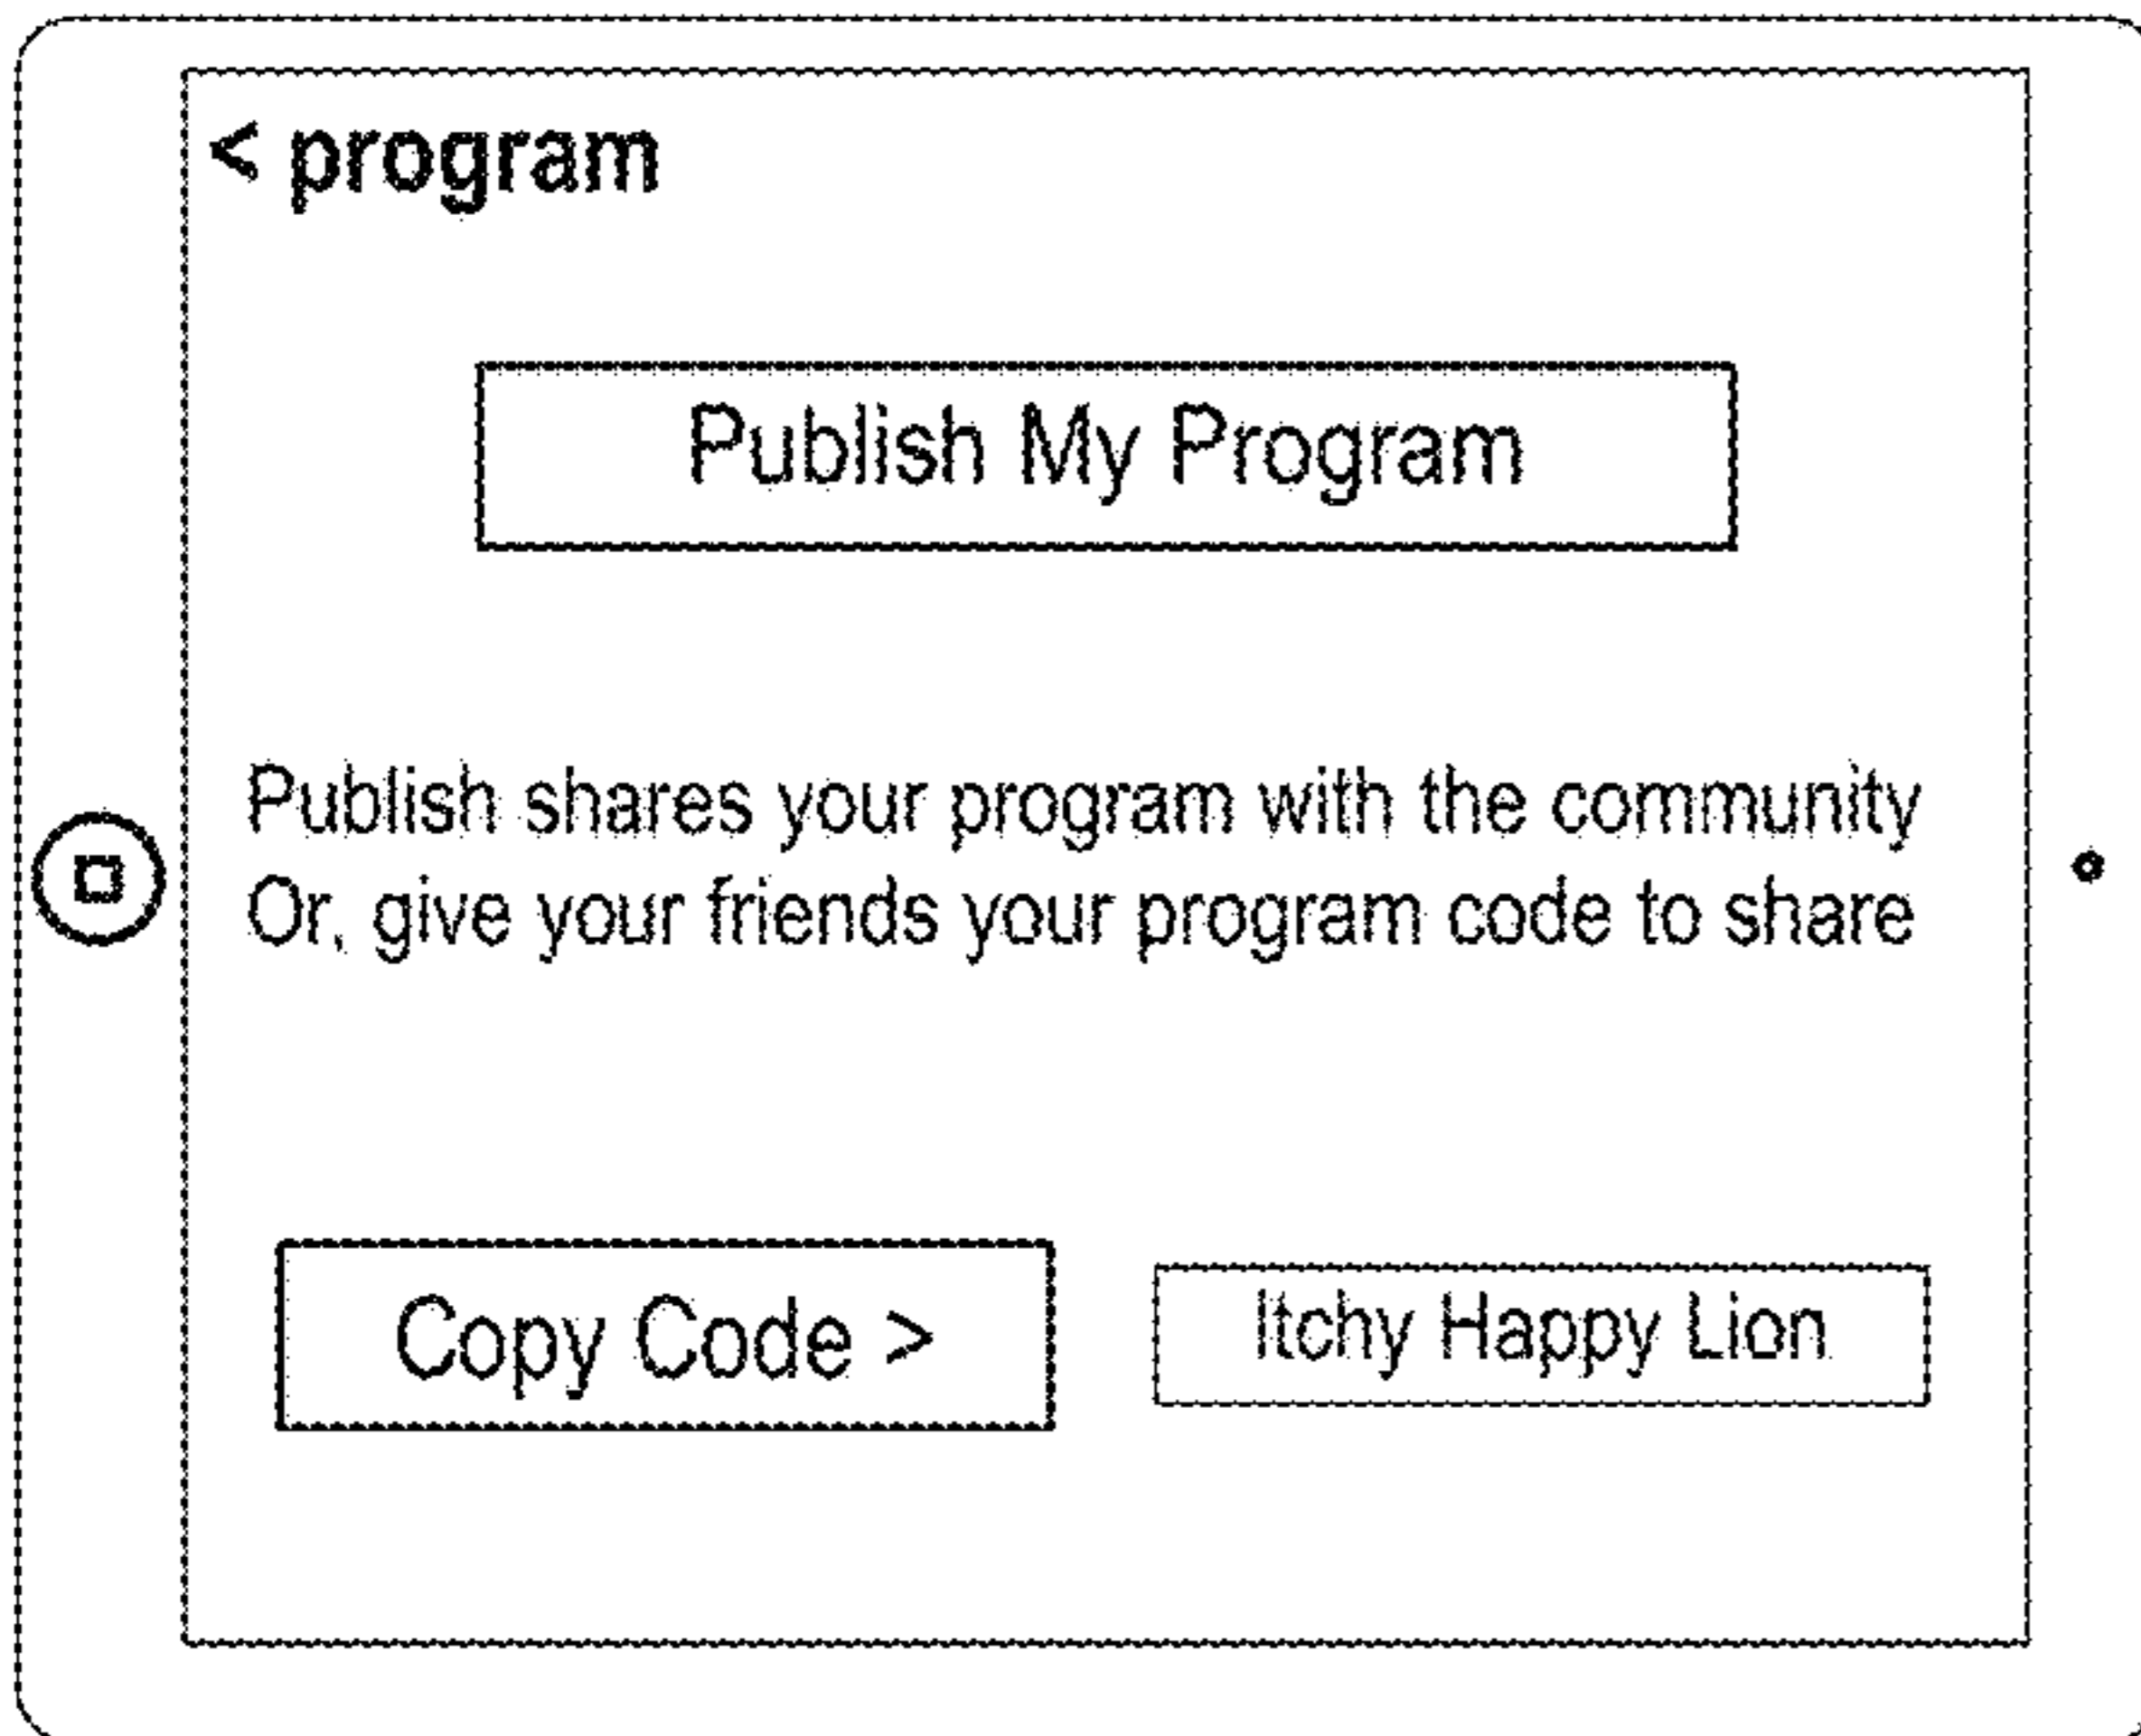 < program
Publish My Program
Publish shares your program with the community
Or, give your friends your program code to share
Copy Code >
Itchy Happy Lion